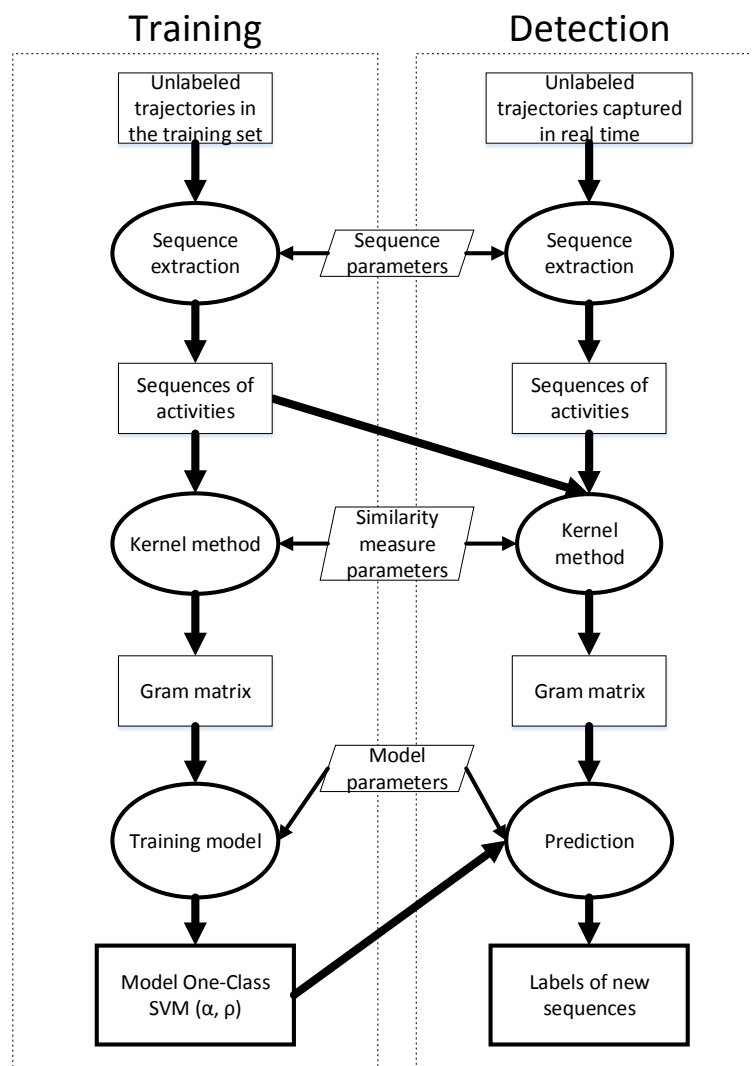 Training
Detection
Unlabeled
trajectories in
the training set
Unlabeled
trajectories captured
in real time
Sequence
extraction
Sequence
parameters
Sequence
extraction
Sequences of
activities
Sequences of
activities
Kernel method
Similarity
measure
parameters
Kernel
method
Gram matrix
Gram matrix
Model
parameters
Training model
Prediction
Model One-Class
SVM (α, ρ)
Labels of new
sequences